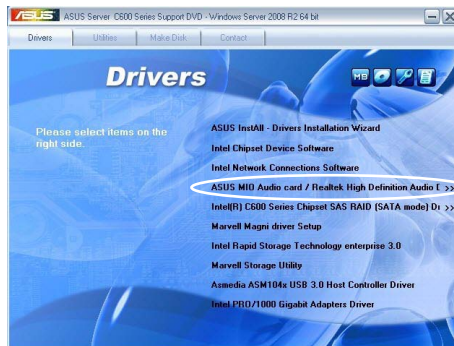 ASUS
ASUS Server C600 Series Support DVD - Windows Server 2008 R2 64 bit
Drivers
Utilities
Make Disk
Contact
Drivers
MB
Please select items on the
right side.
ASUS InstAll - Drivers Installation Wizard
Intel Chipset Device Software
Intel Network Connections Software
ASUS MIO Audio card / Realtek High Definition Audio D >>
Intel(R) C600 Series Chipset SAS RAID (SATA mode) Dr >>
Marvell Magni driver Setup
Intel Rapid Storage Technology enterprise 3.0
Marvell Storage Utility
Asmedia ASM104x USB 3.0 Host Controller Driver
Intel PRO/1000 Gigabit Adapters Driver